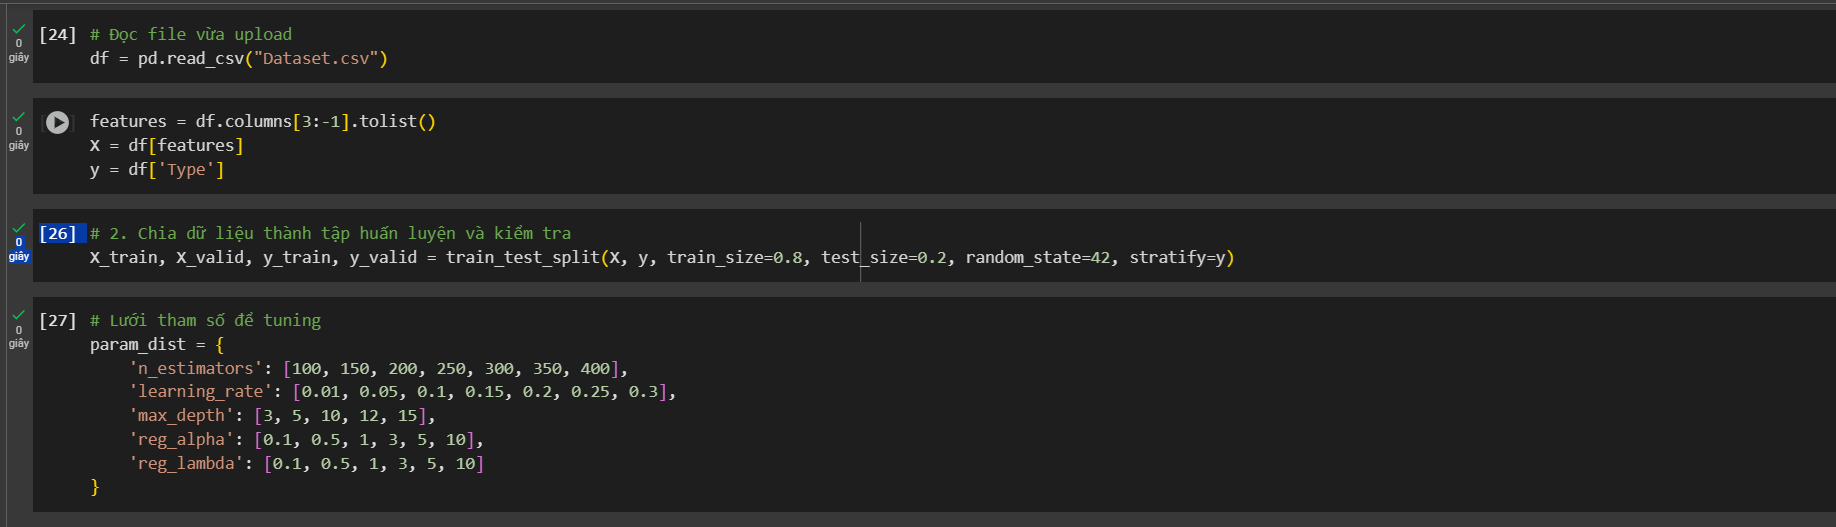 [24] # Đọc file vừa upload
0
giây
df = pd.read_csv("Dataset.csv")
features = df.columns[3:-1].tolist()
0
giây
X = df[features]
y = df['Type']
[26] # 2. Chia dữ liệu thành tập huấn luyện và kiểm tra
0
giây
X_train, X_valid, y_train, y_valid = train_test_split(X, y, train_size=0.8, test_size=0.2, random_state=42, stratify=y)
[27] # Lưới tham số để tuning
0
giây
param_dist = {
'n_estimators': [100, 150, 200, 250, 300, 350, 400],
'learning_rate': [0.01, 0.05, 0.1, 0.15, 0.2, 0.25, 0.3],
'max_depth': [3, 5, 10, 12, 15],
'reg_alpha': [0.1, 0.5, 1, 3, 5, 10],
'reg_lambda': [0.1, 0.5, 1, 3, 5, 10]
}